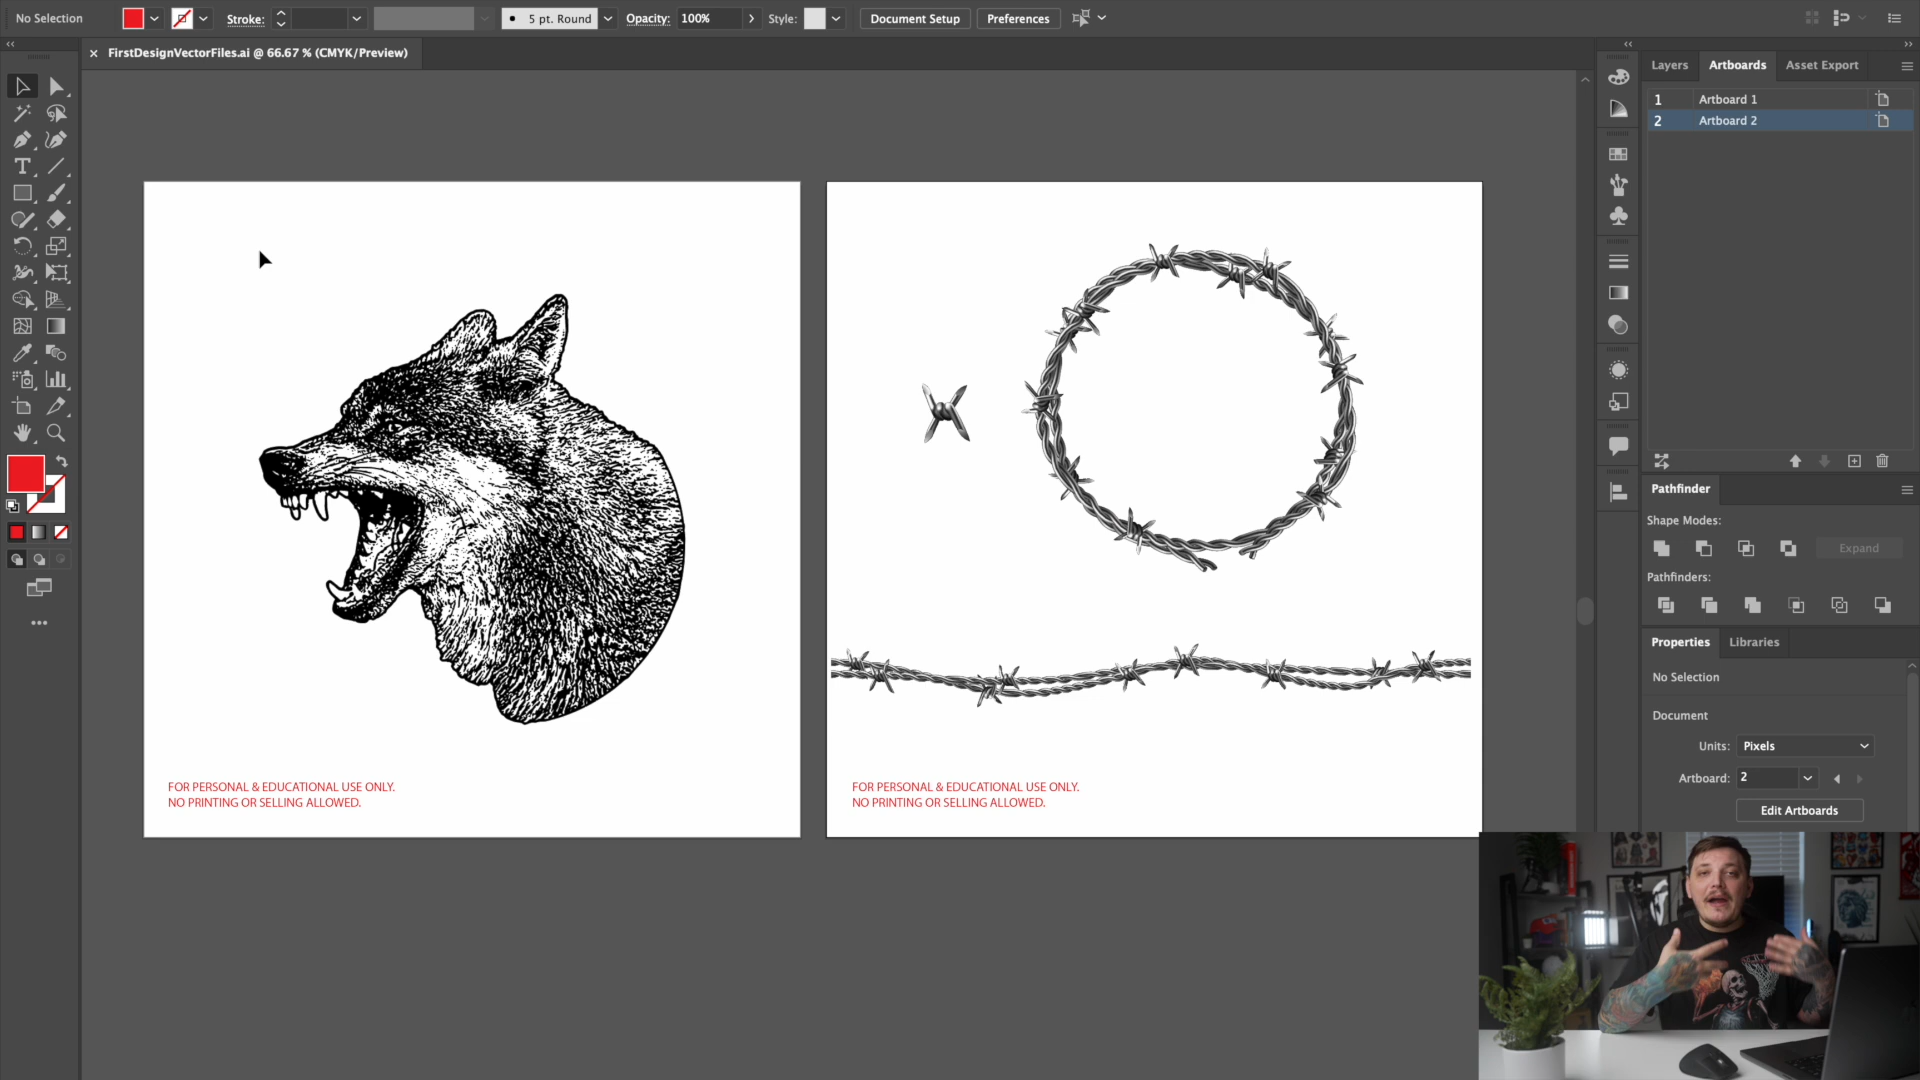 No Selection
Stroke:
5 pt. Round
Opacity:
100%
Style:
Document Setup
Preferences
FirstDesignVectorFiles.ai @ 66.67 % (CMYK/Preview)
Layers
Artboards
Asset Export
1 Artboard 1
2 Artboard 2
Pathfinder
Shape Modes:
Expand
Pathfinders:
Properties
Libraries
No Selection
Document
Units: Pixels
Artboard: 2
Edit Artboards
FOR PERSONAL & EDUCATIONAL USE ONLY.
NO PRINTING OR SELLING ALLOWED.
FOR PERSONAL & EDUCATIONAL USE ONLY.
NO PRINTING OR SELLING ALLOWED.